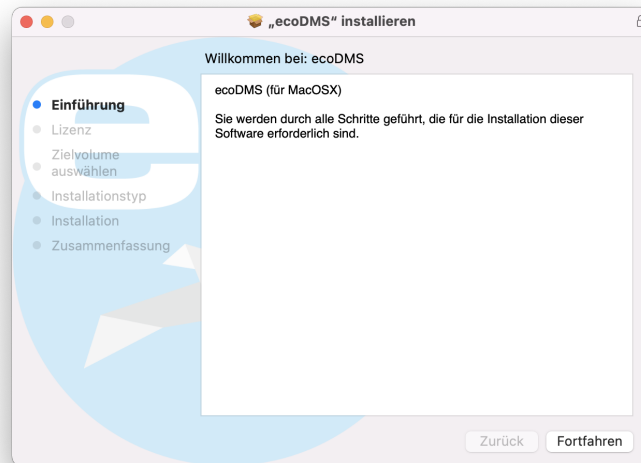 „ecoDMS“ installieren
Willkommen bei: ecoDMS
Einführung
Lizenz
Zielvolume
auswählen
Installationstyp
Installation
Zusammenfassung
ecoDMS (für MacOSX)
Sie werden durch alle Schritte geführt, die für die Installation dieser
Software erforderlich sind.
Zurück
Fortfahren